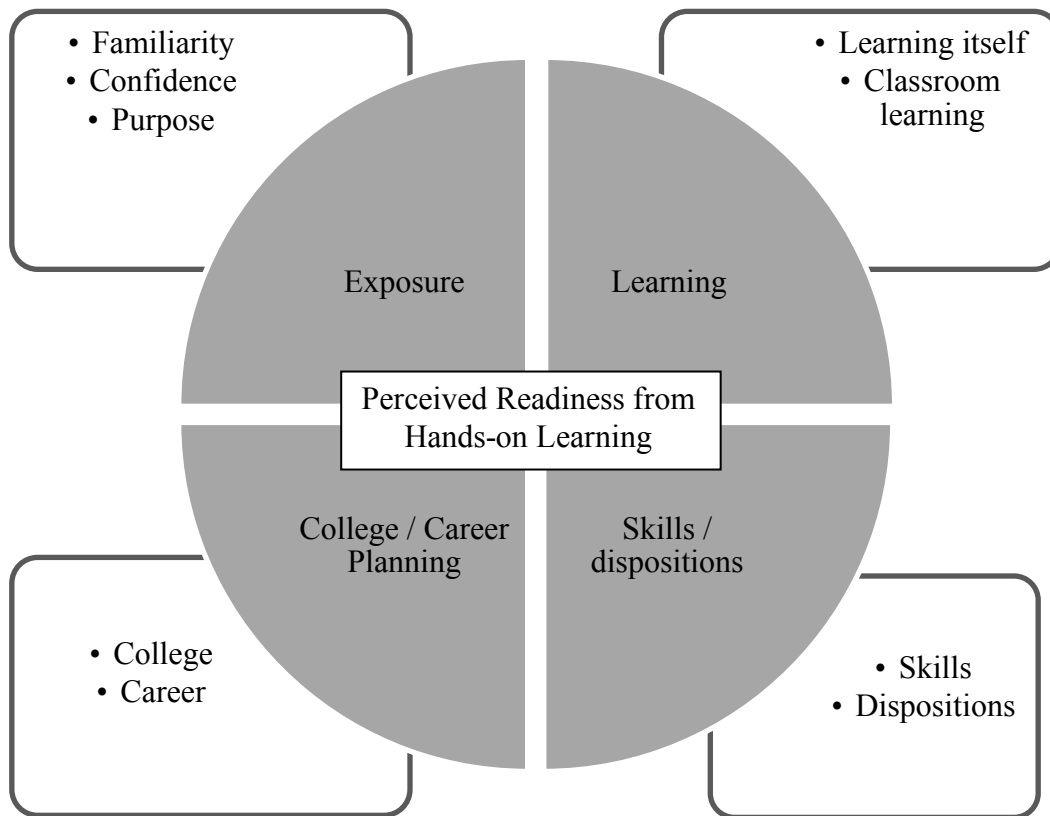 • Familiarity
• Confidence
• Purpose
• Learning itself
• Classroom
learning
Exposure
Learning
Perceived Readiness from
Hands-on Learning
College / Career
Planning
Skills /
dispositions
• College
• Career
• Skills
• Dispositions